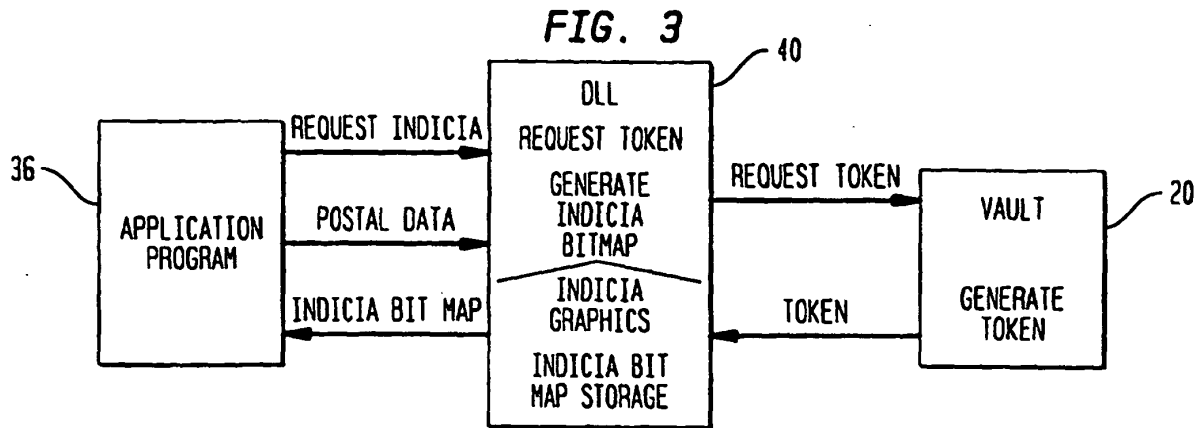 FIG. 3
40
DLL
REQUEST INDICIA
REQUEST TOKEN
36
REQUEST TOKEN
GENERATE
INDICIA
BITMAP
VAULT
20
APPLICATION
PROGRAM
POSTAL DATA
INDICIA BIT MAP
INDICIA
GRAPHICS
TOKEN
GENERATE
TOKEN
INDICIA BIT
MAP STORAGE